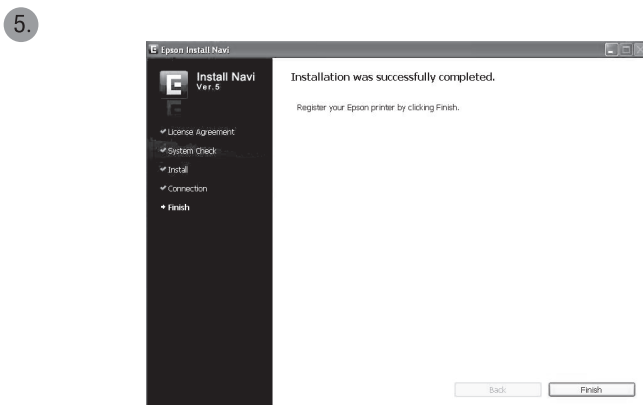 5.
Epson Install Navi
Install Navi
Ver.5
License Agreement
System Check
Install
Connection
Finish
Installation was successfully completed.
Register your Epson printer by clicking Finish.
Back
Finish